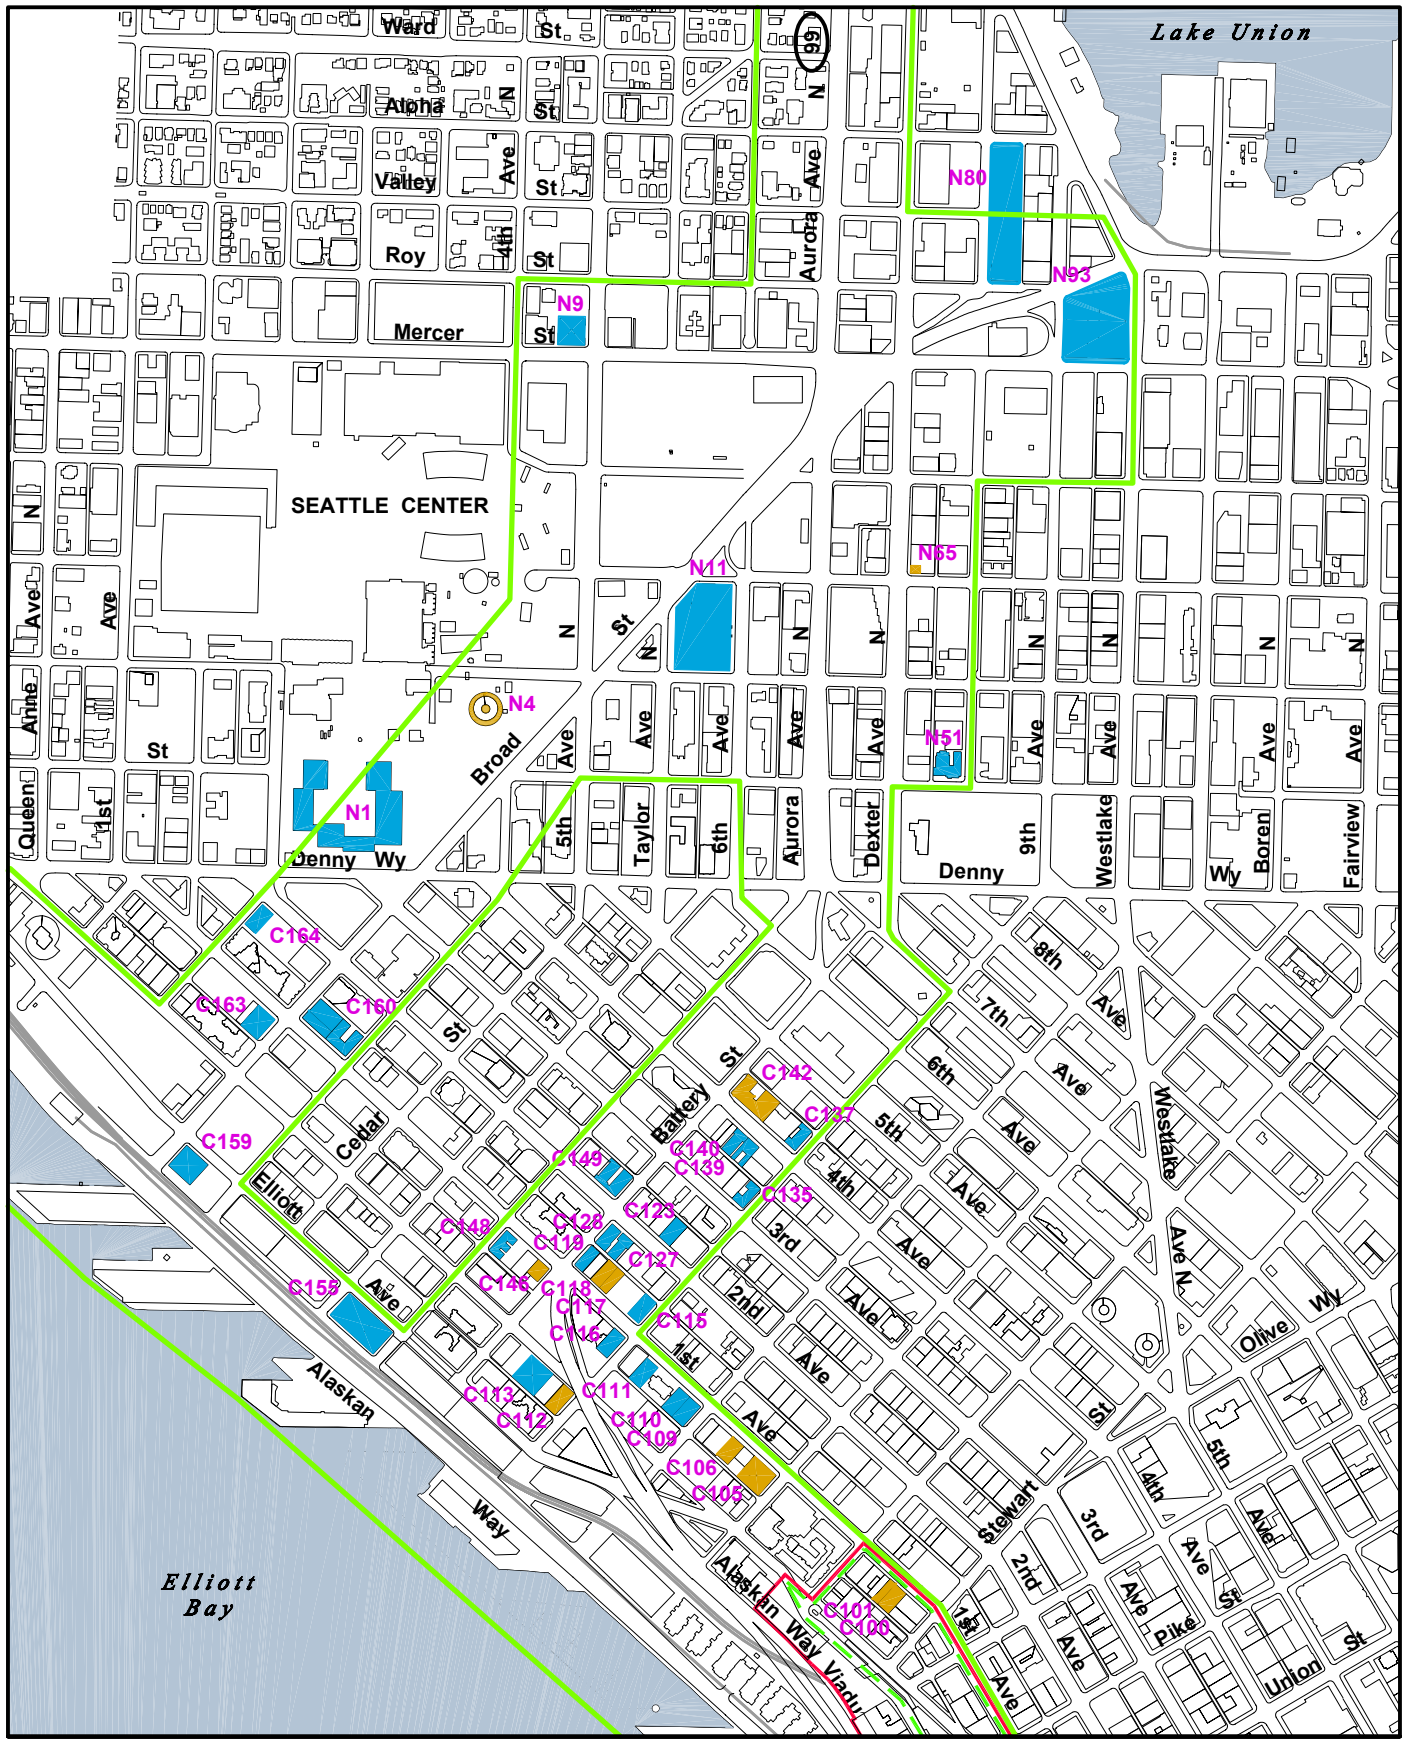 Lake Union
Ward
St
99
Alpha
N
St
N
Valley
Ave
St
Ave
N80
Roy
4th
St
Aurora
N93
N9
Mercer
St
SEATTLE CENTER
N
N65
N11
Ave
Ave
N
St
N
N
N
N
N
N
N
Queen Anne
N4
St
Broad
Ave
Ave
Ave
Ave
Ave
N51
Ave
Ave
Ave
Ave
N1
1st
5th
Taylor
6th
Aurora
Dexter
9th
Westlake
Boren
Fairview
Denny Wy
Denny
Wy
C164
8th
C163
C160
St
7th
Ave
St
C142
6th
Ave
Battery
C137
Westlake
Cedar
C140
5th
Ave
C159
C149
C139
4th
Ave
Elliott
C135
C148
C128
C123
3rd
Ave
Ave N
C119
C127
C155
Ave
C146
C118
2nd
Ave
Wy
C117
C116
C115
1st
Olive
Ave
Alaskan
C113
C111
C112
C110
Ave
St
C109
5th
C106
4th
C105
Way
Stewart
3rd
Ave
2nd
Ave
Elliott
Bay
Alaskan Way Viadu
C101
C100
1st
Ave
St
Pike
Ave
St
Union
Ave